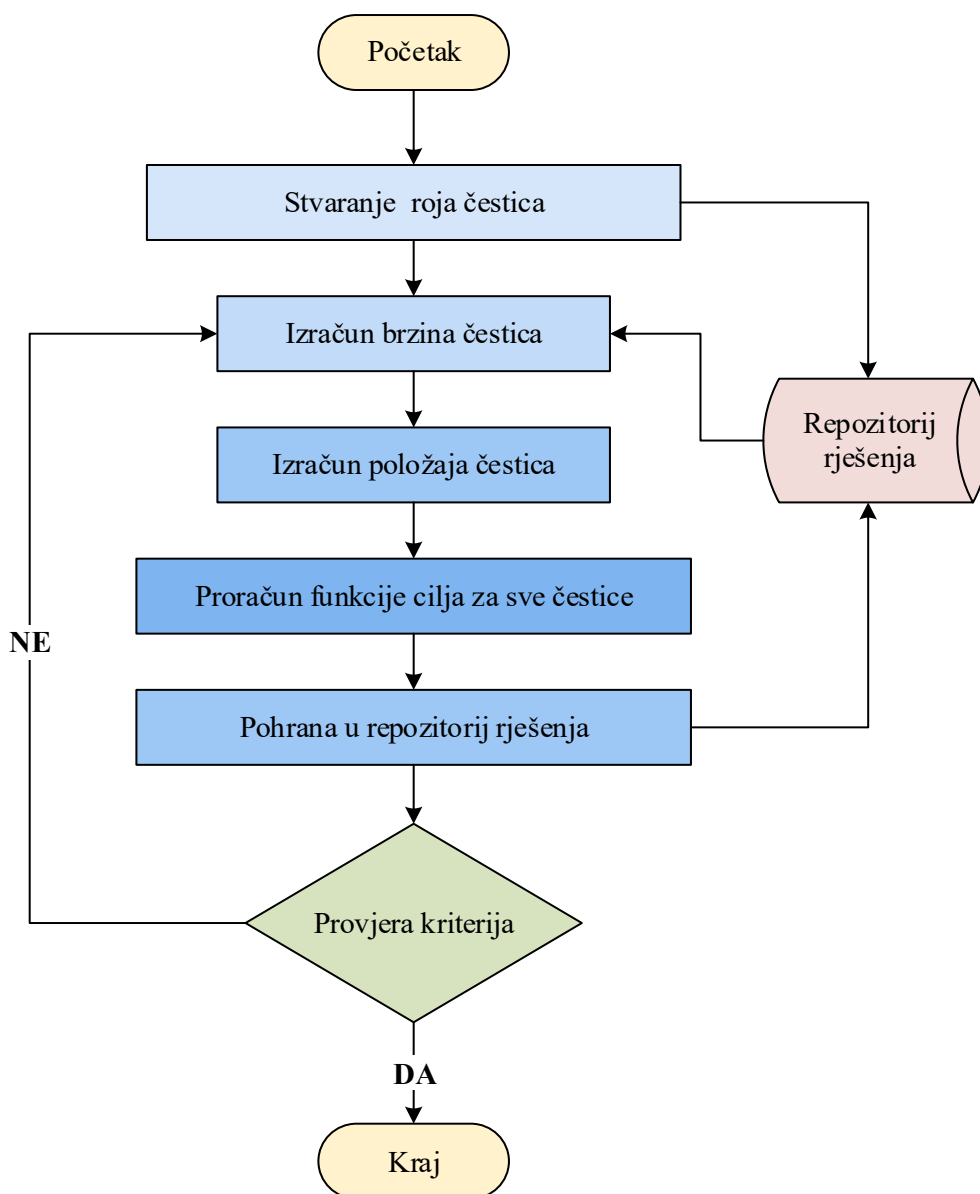 Početak
Stvaranje  roja čestica
Izračun brzina čestica
Repozitorij
rješenja
Izračun položaja čestica
Proračun funkcije cilja za sve čestice
NE
Pohrana u repozitorij rješenja
Provjera kriterija
DA
Kraj